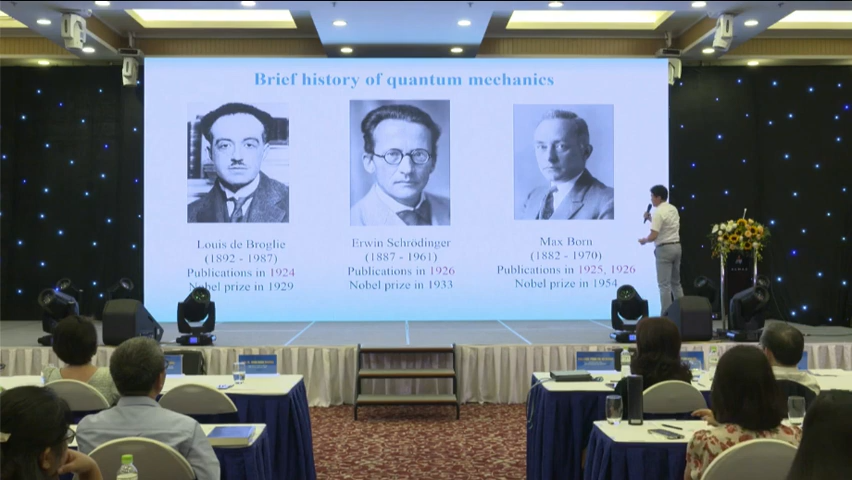 Brief history of quantum mechanics
Louis de Broglie
(1892 - 1987)
Publications in 1924
Nobel prize in 1929
Erwin Schrödinger
(1887 - 1961)
Publications in 1926
Nobel prize in 1933
Max Born
(1882 - 1970)
Publications in 1925, 1926
Nobel prize in 1954